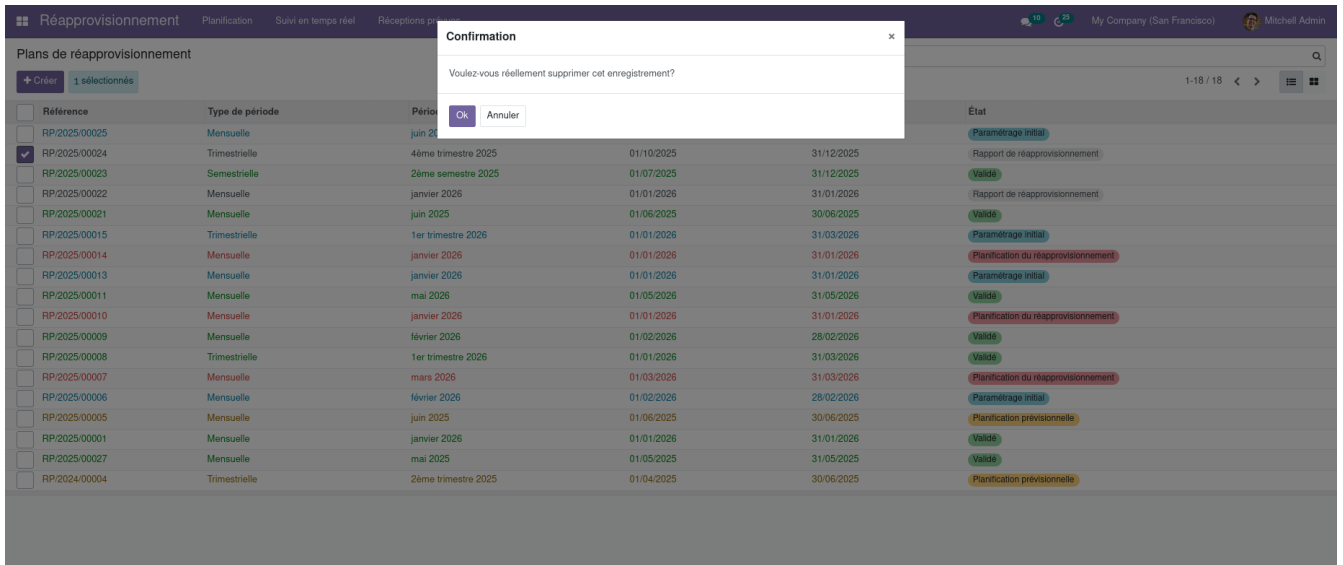 Réapprovisionnement Planification Suivi en temps réel Réceptions prévues 10 25 My Company (San Francisco) Mitchell Admin
Confirmation ×
Plans de réapprovisionnement
Voulez-vous réellement supprimer cet enregistrement?
+ Créer 1 sélectionnés 1-18 / 18
Ok Annuler
Référence Type de période État
RP/2025/00025 Mensuelle Paramétrage initial
RP/2025/00024 Trimestrielle 4ème trimestre 2025 01/10/2025 31/12/2025 Rapport de réapprovisionnement
RP/2025/00023 Semestrielle 2ème semestre 2025 01/07/2025 31/12/2025 Validé
RP/2025/00022 Mensuelle janvier 2026 01/01/2026 31/01/2026 Rapport de réapprovisionnement
RP/2025/00021 Mensuelle juin 2025 01/06/2025 30/06/2025 Validé
RP/2025/00015 Trimestrielle 1er trimestre 2026 01/01/2026 31/03/2026 Paramétrage initial
RP/2025/00014 Mensuelle janvier 2026 01/01/2026 31/01/2026 Planification du réapprovisionnement
RP/2025/00013 Mensuelle janvier 2026 01/01/2026 31/01/2026 Paramétrage initial
RP/2025/00011 Mensuelle mai 2026 01/05/2026 31/05/2026 Validé
RP/2025/00010 Mensuelle janvier 2026 01/01/2026 31/01/2026 Planification du réapprovisionnement
RP/2025/00009 Mensuelle février 2026 01/02/2026 28/02/2026 Validé
RP/2025/00008 Trimestrielle 1er trimestre 2026 01/01/2026 31/03/2026 Validé
RP/2025/00007 Mensuelle mars 2026 01/03/2026 31/03/2026 Planification du réapprovisionnement
RP/2025/00006 Mensuelle février 2026 01/02/2026 28/02/2026 Paramétrage initial
RP/2025/00005 Mensuelle juin 2025 01/06/2025 30/06/2025 Planification prévisionnelle
RP/2025/00001 Mensuelle janvier 2026 01/01/2026 31/01/2026 Validé
RP/2025/00027 Mensuelle mai 2025 01/05/2025 31/05/2025 Validé
RP/2024/00004 Trimestrielle 2ème trimestre 2025 01/04/2025 30/06/2025 Planification prévisionnelle